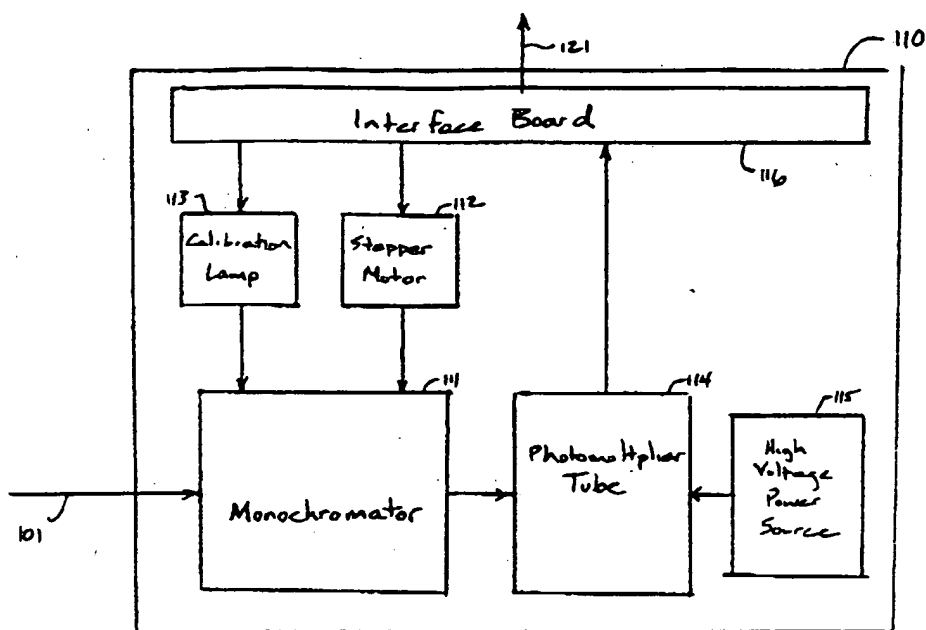 121
110
Interface Board
116
113
112
Calibration
Lamp
Stepper
Motor
111
114
115
Photomoltplier
Tube
High
Voltage
Power
Source
Monochromator
101